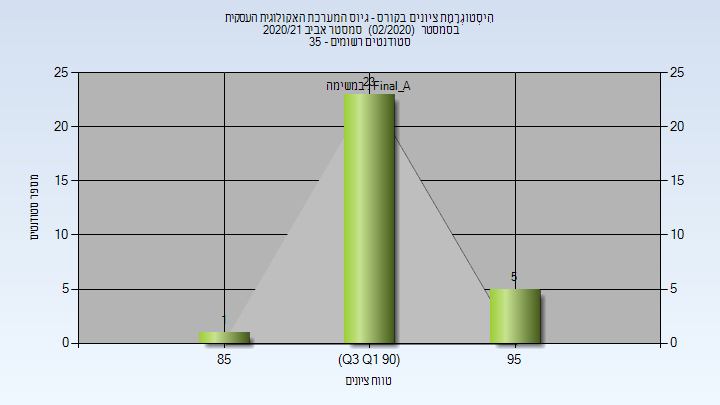 הִיסְטוֹגְרָמַת ציונים בקורס - גיוס המערכת האקולוגית העסקית
בסמסטר (02/2020) סמסטר אביב 2020/21
סטודנטים רשומים - 35
במשימה Final_A
25
20
15
10
5
0
25
20
15
10
5
0
1
23
5
מספר סטודנטים
85
(Q3 Q1 90)
95
טווח ציונים